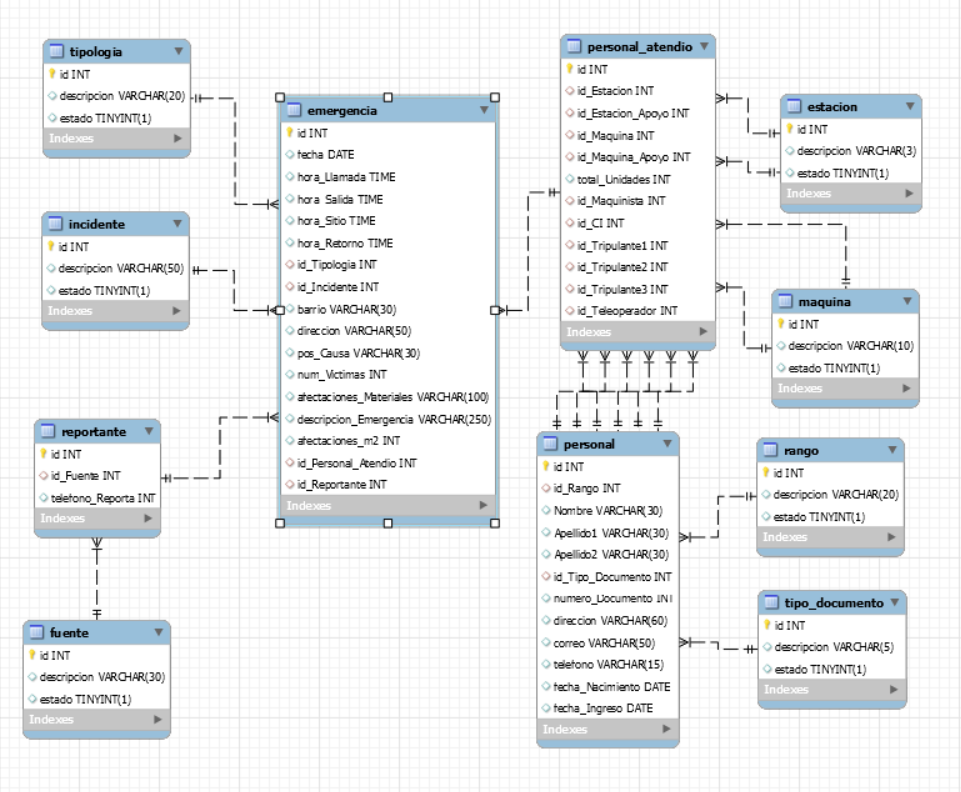 tipologia
id INT
descripcion VARCHAR(20)
estado TINYINT(1)
Indexes
incidente
id INT
descripcion VARCHAR(50)
estado TINYINT(1)
Indexes
reportante
id INT
id_Fuente INT
telefono_Reporta INT
Indexes
fuente
id INT
descripcion VARCHAR(30)
estado TINYINT(1)
Indexes
emergencia
id INT
fecha DATE
hora_Llamada TIME
hora_Salida TIME
hora_Sitio TIME
hora_Retorno TIME
id_Tipologia INT
id_Incidente INT
barrio VARCHAR(30)
direccion VARCHAR(50)
pos_Causa VARCHAR(30)
num_Victimas INT
afectaciones_Materiales VARCHAR(100)
descripcion_Emergencia VARCHAR(250)
afectaciones_m2 INT
id_Personal_Atendio INT
id_Reportante INT
Indexes
personal_atendio
id INT
id_Estacion INT
id_Estacion_Apoyo INT
id_Maquina INT
id_Maquina_Apoyo INT
total_Unidades INT
id_Maquinista INT
id_CI INT
id_Tripulante1 INT
id_Tripulante2 INT
id_Tripulante3 INT
id_Teleoperador INT
Indexes
personal
id INT
id_Rango INT
Nombre VARCHAR(30)
Apellido1 VARCHAR(30)
Apellido2 VARCHAR(30)
id_Tipo_Documento INT
numero_Documento INT
direccion VARCHAR(60)
correo VARCHAR(50)
telefono VARCHAR(15)
fecha_Nacimiento DATE
fecha_Ingreso DATE
Indexes
estacion
id INT
descripcion VARCHAR(3)
estado TINYINT(1)
Indexes
maquina
id INT
descripcion VARCHAR(10)
estado TINYINT(1)
Indexes
rango
id INT
descripcion VARCHAR(20)
estado TINYINT(1)
Indexes
tipo_documento
id INT
descripcion VARCHAR(5)
estado TINYINT(1)
Indexes